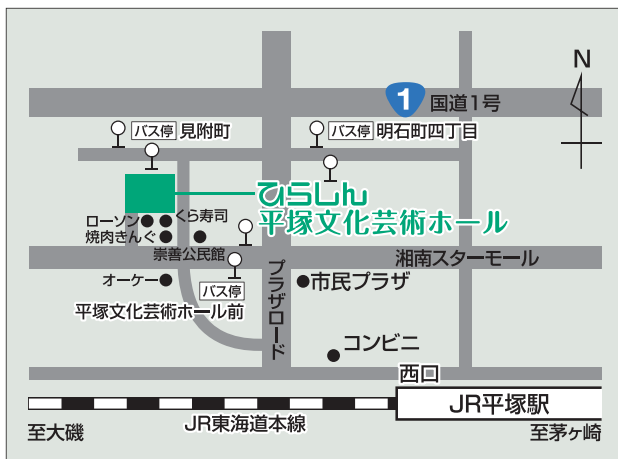 N
1 国道1号
バス停 見附町
バス停 明石町四丁目
ひらしん
平塚文化芸術ホール
ローソン
くら寿司
焼肉きんぐ
崇善公民館
湘南スターモール
オーケー
バス停
平塚文化芸術ホール前
プラザロード
市民プラザ
コンビニ
西口
JR平塚駅
JR東海道本線
至大磯
至茅ヶ崎